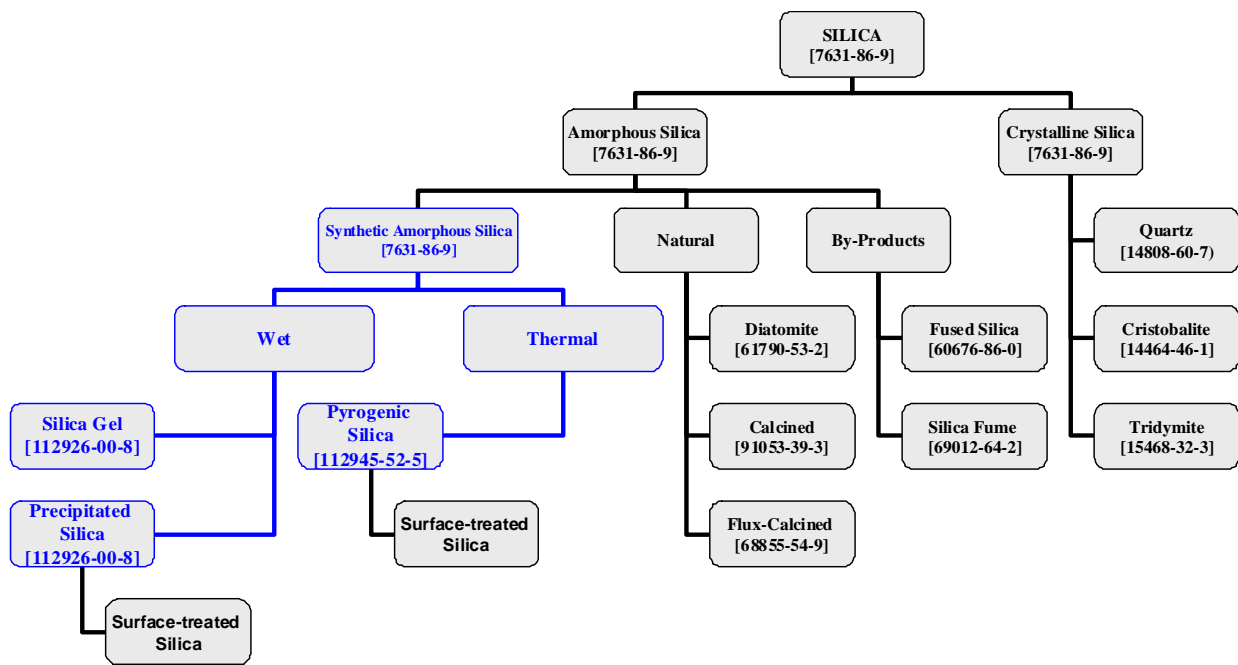 SILICA
[7631-86-9]
Amorphous Silica
[7631-86-9]
Crystalline Silica
[7631-86-9]
Synthetic Amorphous Silica
[7631-86-9]
Natural
By-Products
Quartz
[14808-60-7)
Wet
Thermal
Diatomite
[61790-53-2]
Fused Silica
[60676-86-0]
Cristobalite
[14464-46-1]
Silica Gel
[112926-00-8]
Pyrogenic
Silica
[112945-52-5]
Calcined
[91053-39-3]
Silica Fume
[69012-64-2]
Tridymite
[15468-32-3]
Precipitated
Silica
[112926-00-8]
Surface-treated
Silica
Flux-Calcined
[68855-54-9]
Surface-treated
Silica